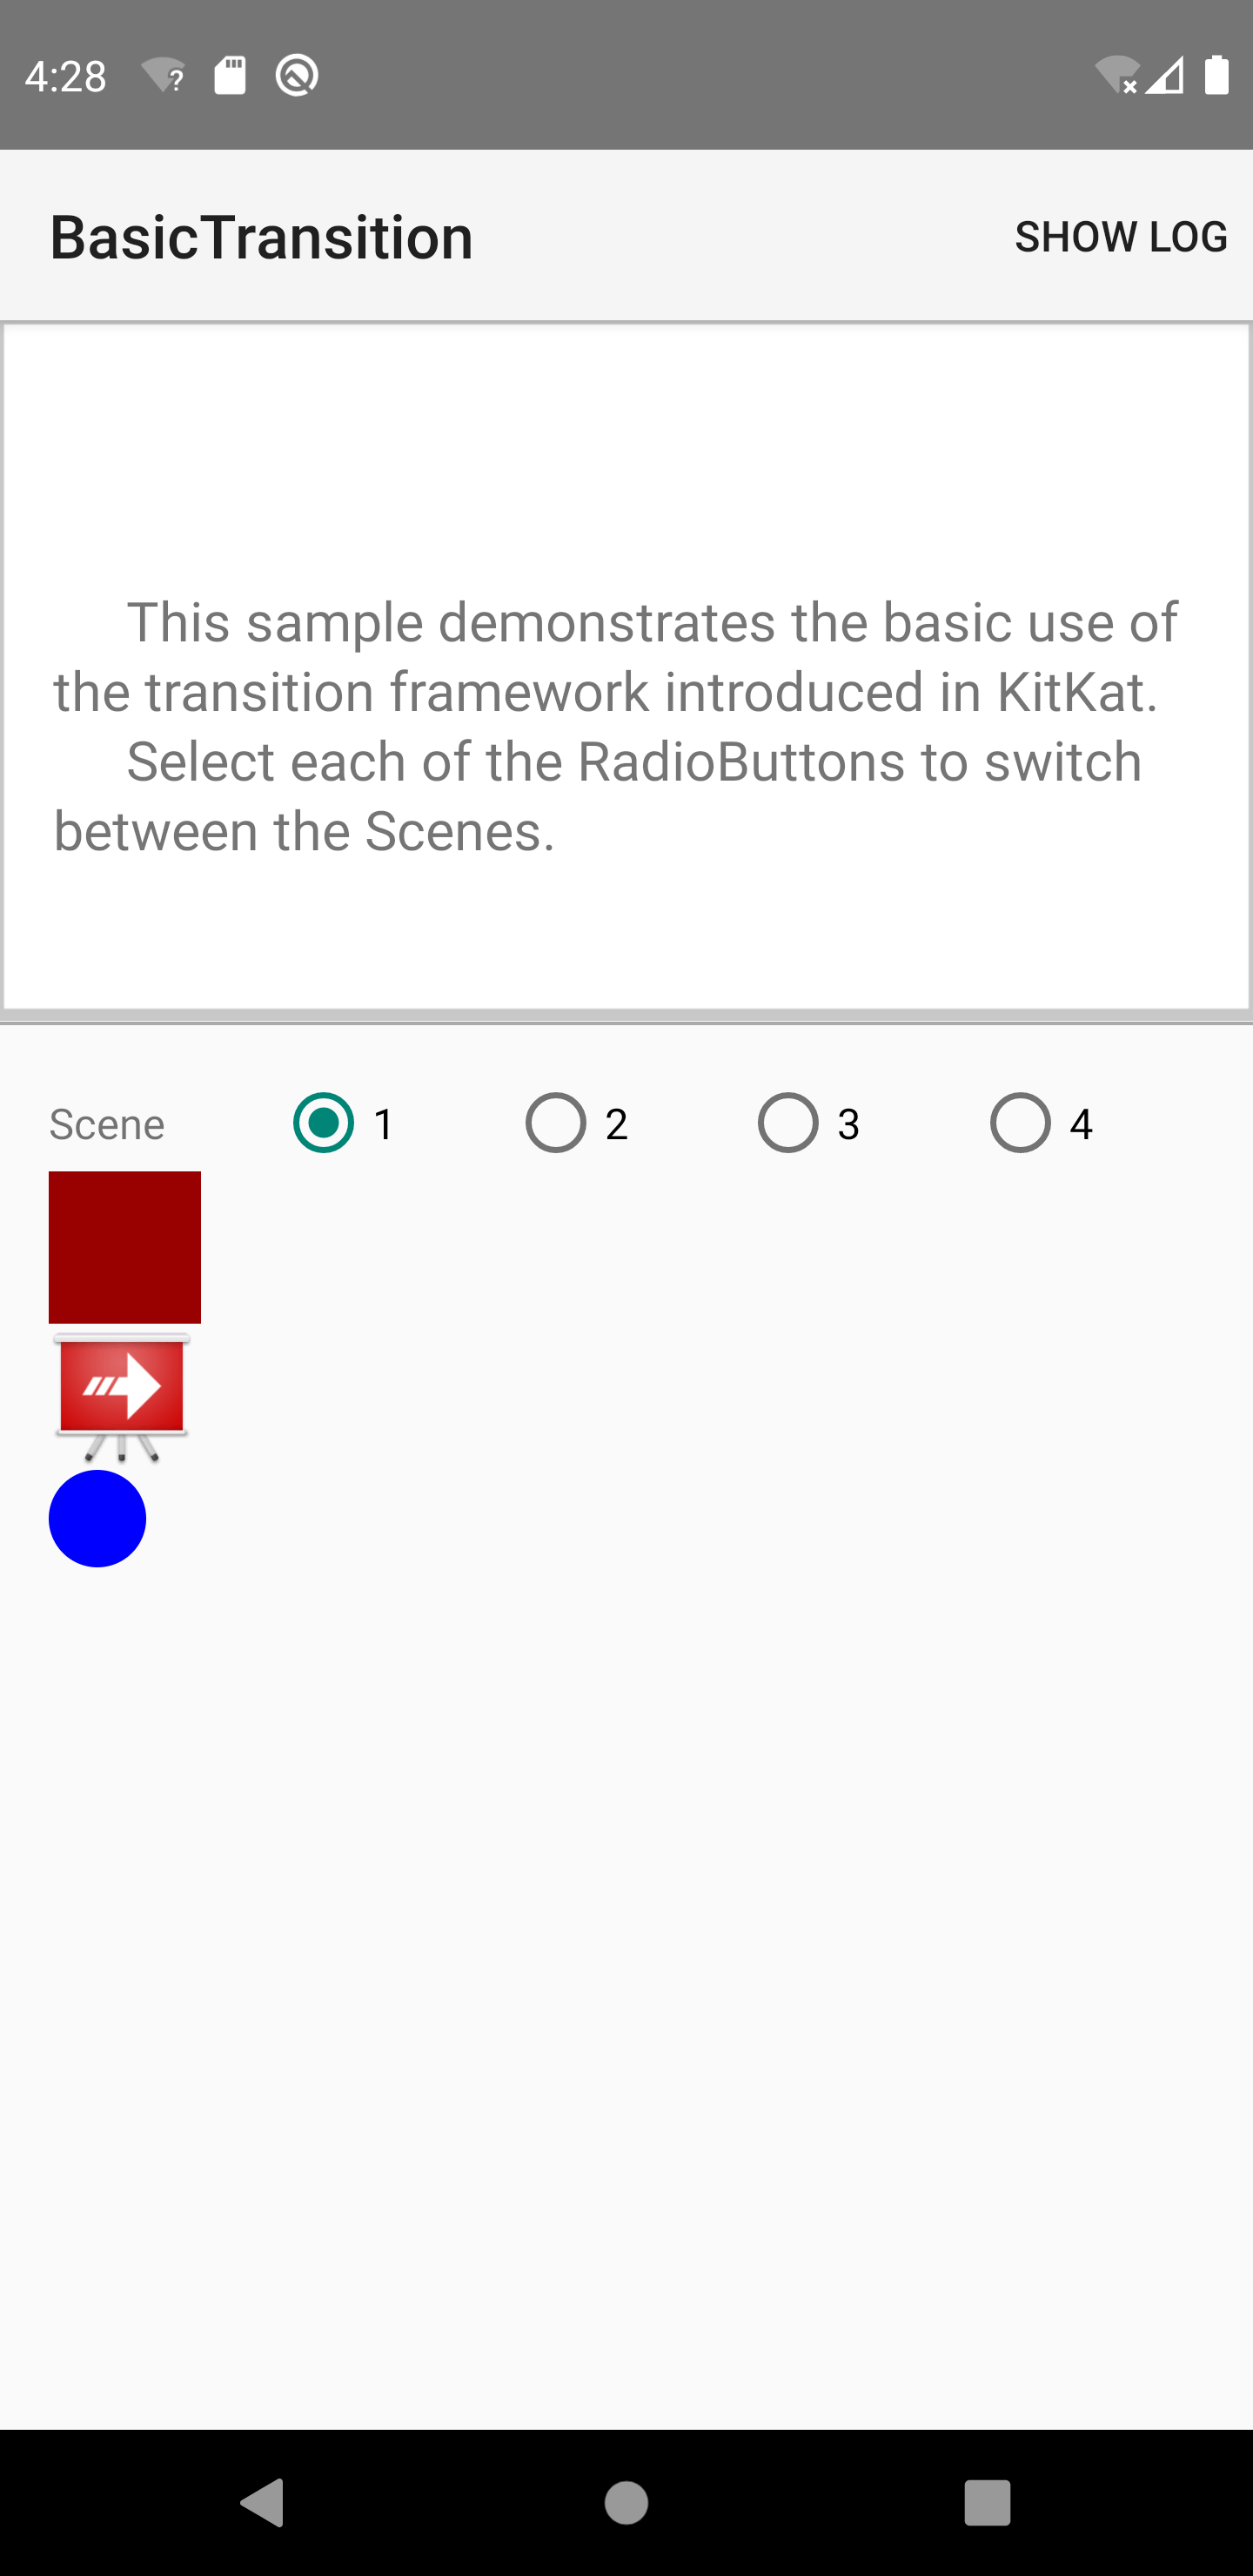 4:28
BasicTransition
SHOW LOG
This sample demonstrates the basic use of
the transition framework introduced in KitKat.
Select each of the RadioButtons to switch
between the Scenes.
Scene 1 2 3 4